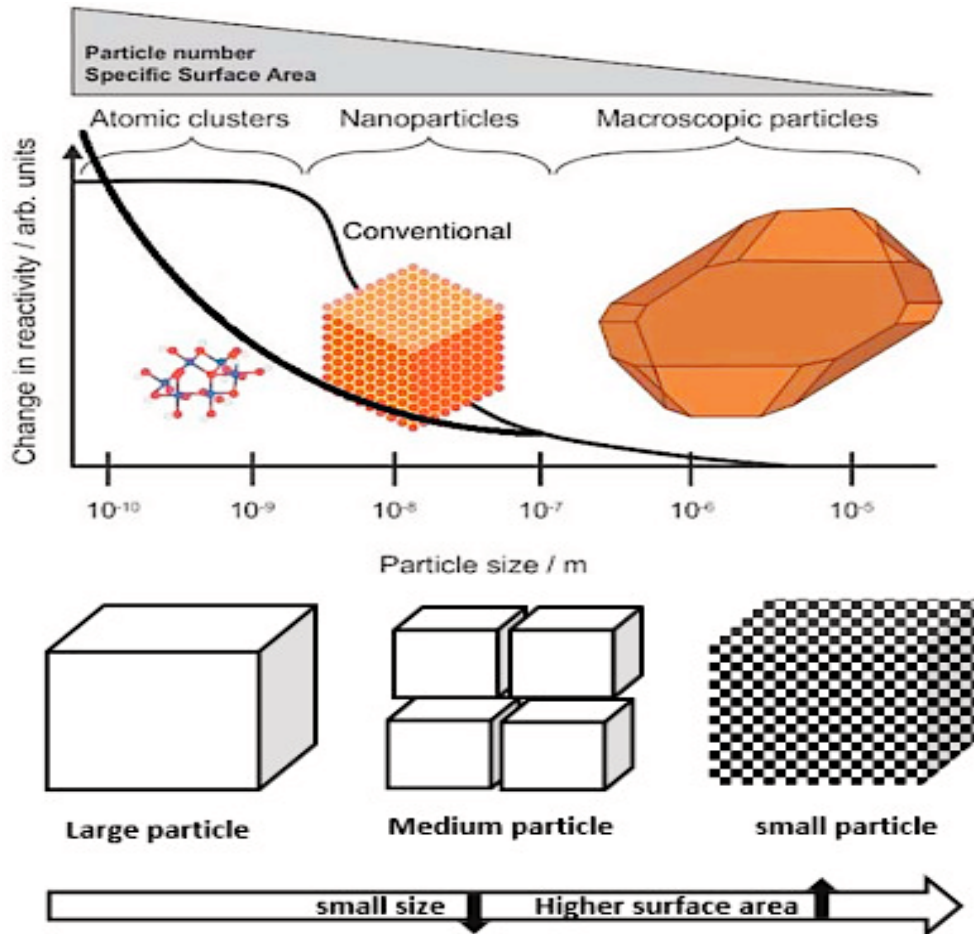 Particle number
Specific Surface Area
Atomic clusters Nanoparticles Macroscopic particles
Change in reactivity / arb. units
Conventional
10⁻¹⁰ 10⁻⁹ 10⁻⁸ 10⁻⁷ 10⁻⁶ 10⁻⁵
Particle size / m
Large particle Medium particle small particle
small size Higher surface area